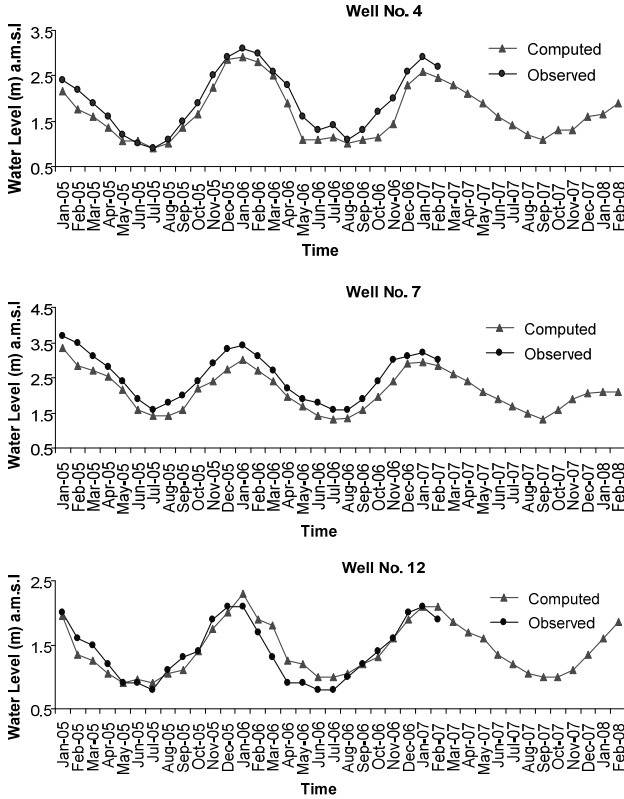 Well No. 4
Water Level (m) a.m.s.l
3.5
2.5
1.5
0.5
Computed
Observed
Jan-05 Feb-05 Mar-05 Apr-05 May-05 Jun-05 Jul-05 Aug-05 Sep-05 Oct-05 Nov-05 Dec-05 Jan-06 Feb-06 Mar-06 Apr-06 May-06 Jun-06 Jul-06 Aug-06 Sep-06 Oct-06 Nov-06 Dec-06 Jan-07 Feb-07 Mar-07 Apr-07 May-07 Jun-07 Jul-07 Aug-07 Sep-07 Oct-07 Nov-07 Dec-07 Jan-08 Feb-08
Time
Well No. 7
Water Level (m) a.m.s.l
4.5
3.5
2.5
1.5
0.5
Computed
Observed
Jan-05 Feb-05 Mar-05 Apr-05 May-05 Jun-05 Jul-05 Aug-05 Sep-05 Oct-05 Nov-05 Dec-05 Jan-06 Feb-06 Mar-06 Apr-06 May-06 Jun-06 Jul-06 Aug-06 Sep-06 Oct-06 Nov-06 Dec-06 Jan-07 Feb-07 Mar-07 Apr-07 May-07 Jun-07 Jul-07 Aug-07 Sep-07 Oct-07 Nov-07 Dec-07 Jan-08 Feb-08
Time
Well No. 12
Water Level (m) a.m.s.l
2.5
1.5
0.5
Computed
Observed
Jan-05 Feb-05 Mar-05 Apr-05 May-05 Jun-05 Jul-05 Aug-05 Sep-05 Oct-05 Nov-05 Dec-05 Jan-06 Feb-06 Mar-06 Apr-06 May-06 Jun-06 Jul-06 Aug-06 Sep-06 Oct-06 Nov-06 Dec-06 Jan-07 Feb-07 Mar-07 Apr-07 May-07 Jun-07 Jul-07 Aug-07 Sep-07 Oct-07 Nov-07 Dec-07 Jan-08 Feb-08
Time